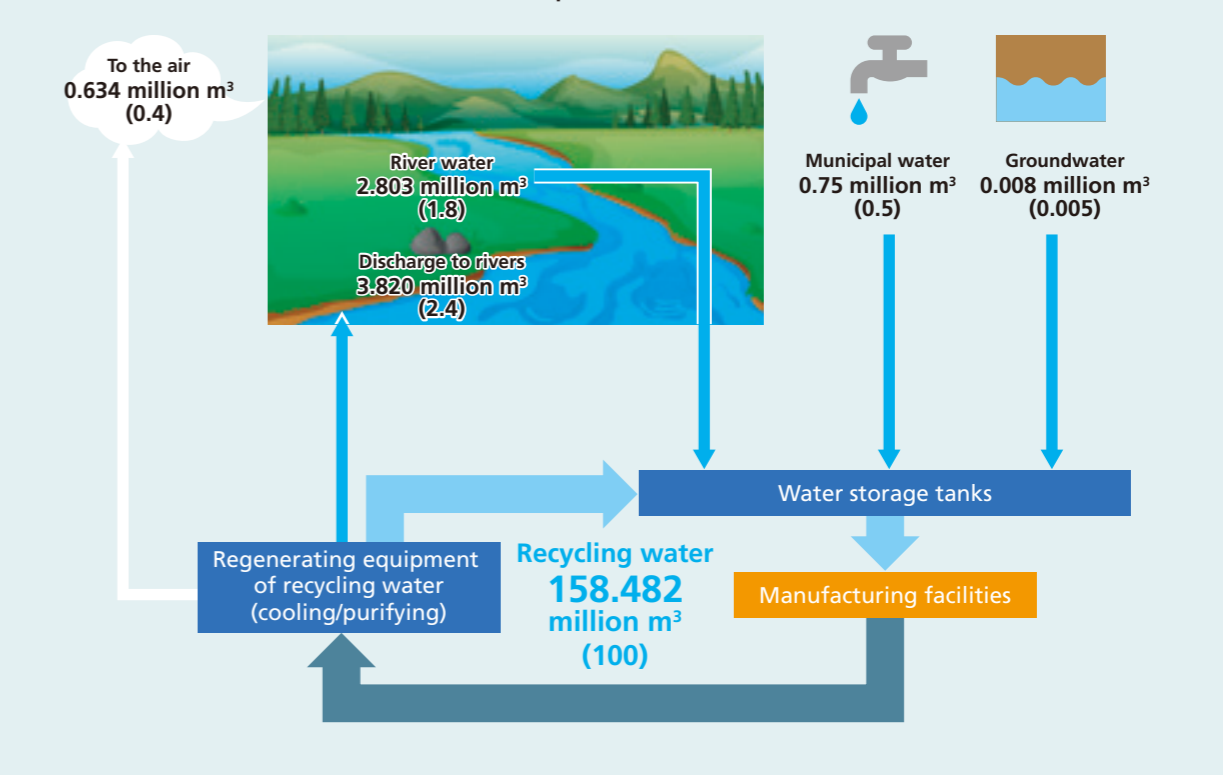 To the air
0.634 million m³
(0.4)
River water
2.803 million m³
(1.8)
Discharge to rivers
3.820 million m³
(2.4)
Municipal water
0.75 million m³
(0.5)
Groundwater
0.008 million m³
(0.005)
Water storage tanks
Regenerating equipment
of recycling water
(cooling/purifying)
Recycling water
158.482
million m³
(100)
Manufacturing facilities